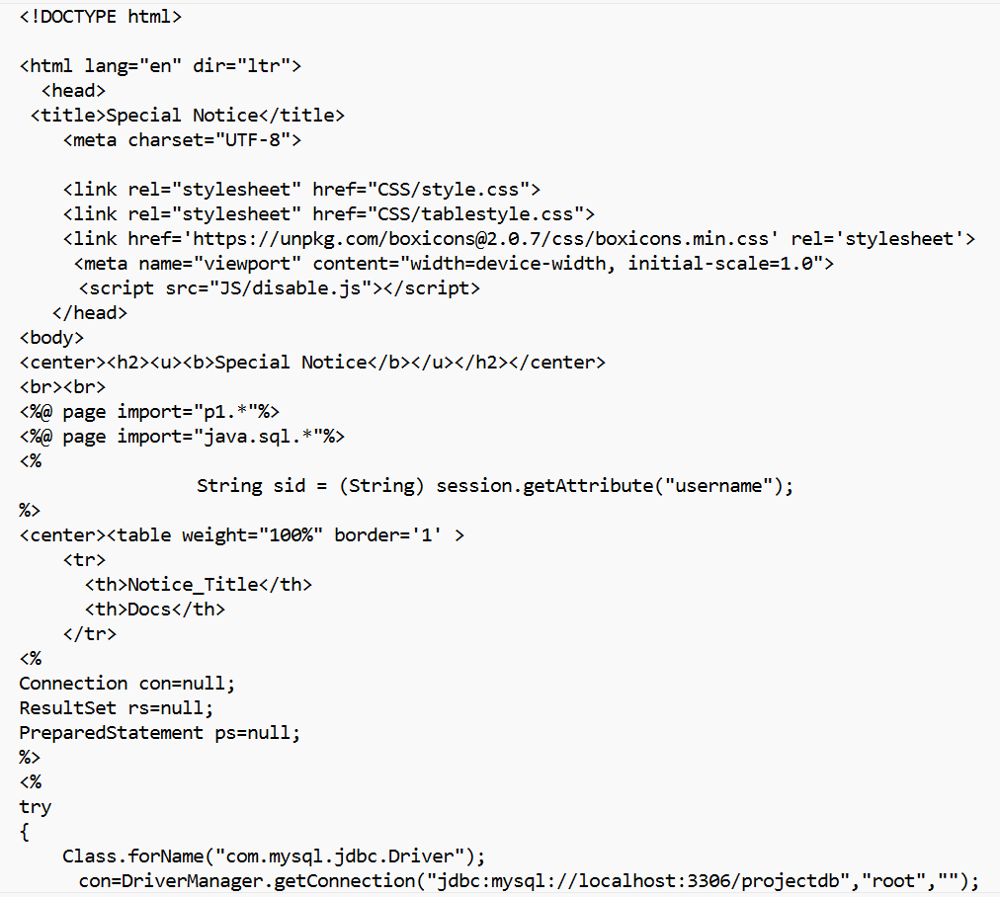 <!DOCTYPE html>
<html lang="en" dir="ltr">
<head>
<title>Special Notice</title>
<meta charset="UTF-8">
<link rel="stylesheet" href="CSS/style.css">
<link rel="stylesheet" href="CSS/tablestyle.css">
<link href='https://unpkg.com/boxicons@2.0.7/css/boxicons.min.css' rel='stylesheet'>
<meta name="viewport" content="width=device-width, initial-scale=1.0">
<script src="JS/disable.js"></script>
</head>
<body>
<center><h2><u><b>Special Notice</b></u></h2></center>
<br><br>
<%@ page import="p1.*"%>
<%@ page import="java.sql.*"%>
<%
String sid = (String) session.getAttribute("username");
%>
<center><table weight="100%" border='1' >
<tr>
<th>Notice_Title</th>
<th>Docs</th>
</tr>
<%
Connection con=null;
ResultSet rs=null;
PreparedStatement ps=null;
%>
<%
try
{
Class.forName("com.mysql.jdbc.Driver");
con=DriverManager.getConnection("jdbc:mysql://localhost:3306/projectdb","root","");